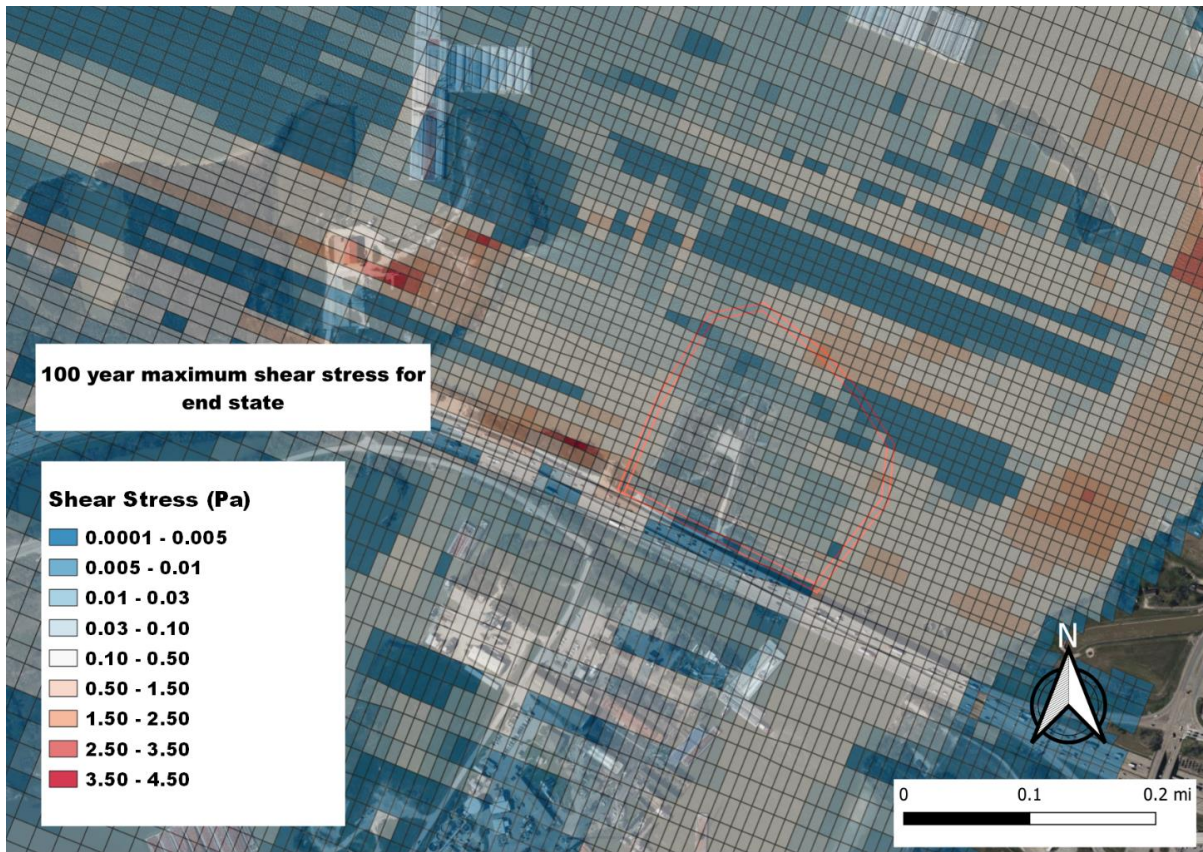 100 year maximum shear stress for
end state
Shear Stress (Pa)
0.0001 - 0.005
0.005 - 0.01
0.01 - 0.03
0.03 - 0.10
0.10 - 0.50
0.50 - 1.50
1.50 - 2.50
2.50 - 3.50
3.50 - 4.50
N
0 0.1 0.2 mi